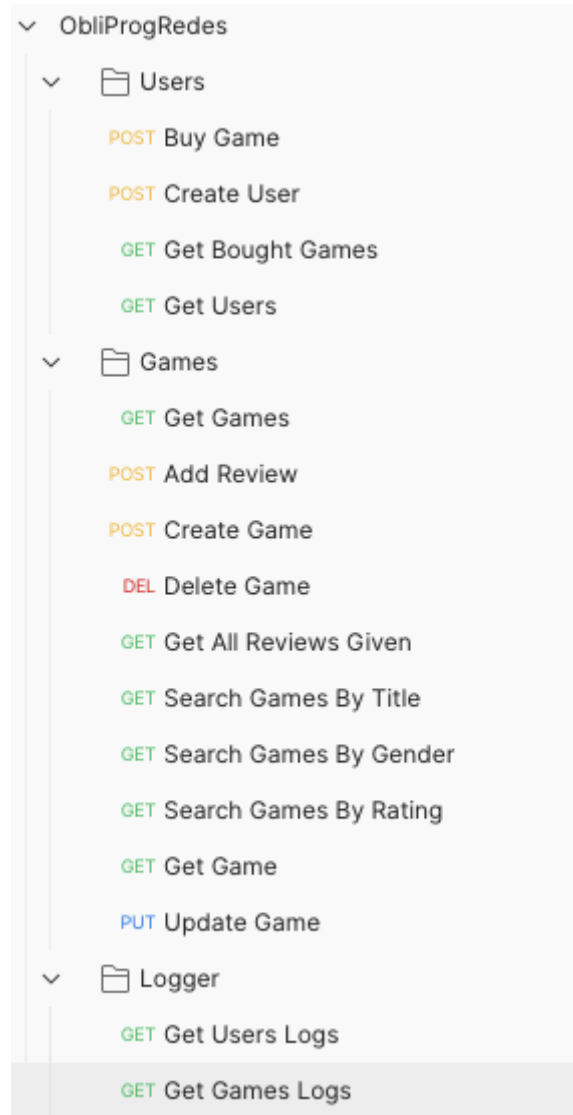 ObliProgRedes
Users
POST Buy Game
POST Create User
GET Get Bought Games
GET Get Users
Games
GET Get Games
POST Add Review
POST Create Game
DEL Delete Game
GET Get All Reviews Given
GET Search Games By Title
GET Search Games By Gender
GET Search Games By Rating
GET Get Game
PUT Update Game
Logger
GET Get Users Logs
GET Get Games Logs